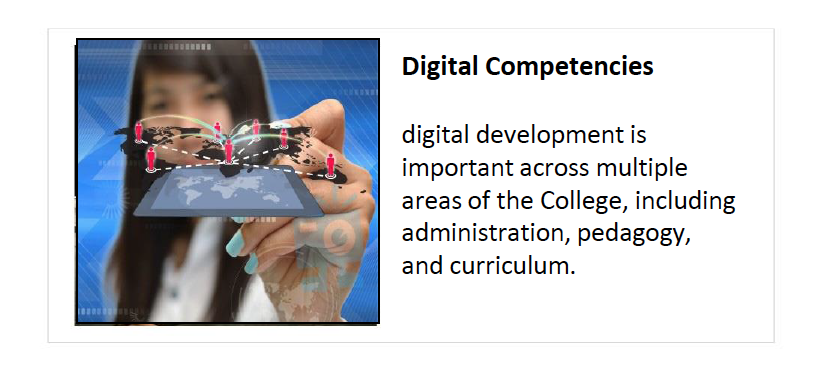 Digital Competencies
digital development is
important across multiple
areas of the College, including
administration, pedagogy,
and curriculum.